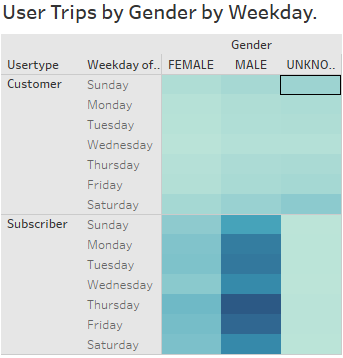 User Trips by Gender by Weekday.
Gender
Usertype Weekday of.. FEMALE MALE UNKNO..
Customer Sunday
Monday
Tuesday
Wednesday
Thursday
Friday
Saturday
Subscriber Sunday
Monday
Tuesday
Wednesday
Thursday
Friday
Saturday